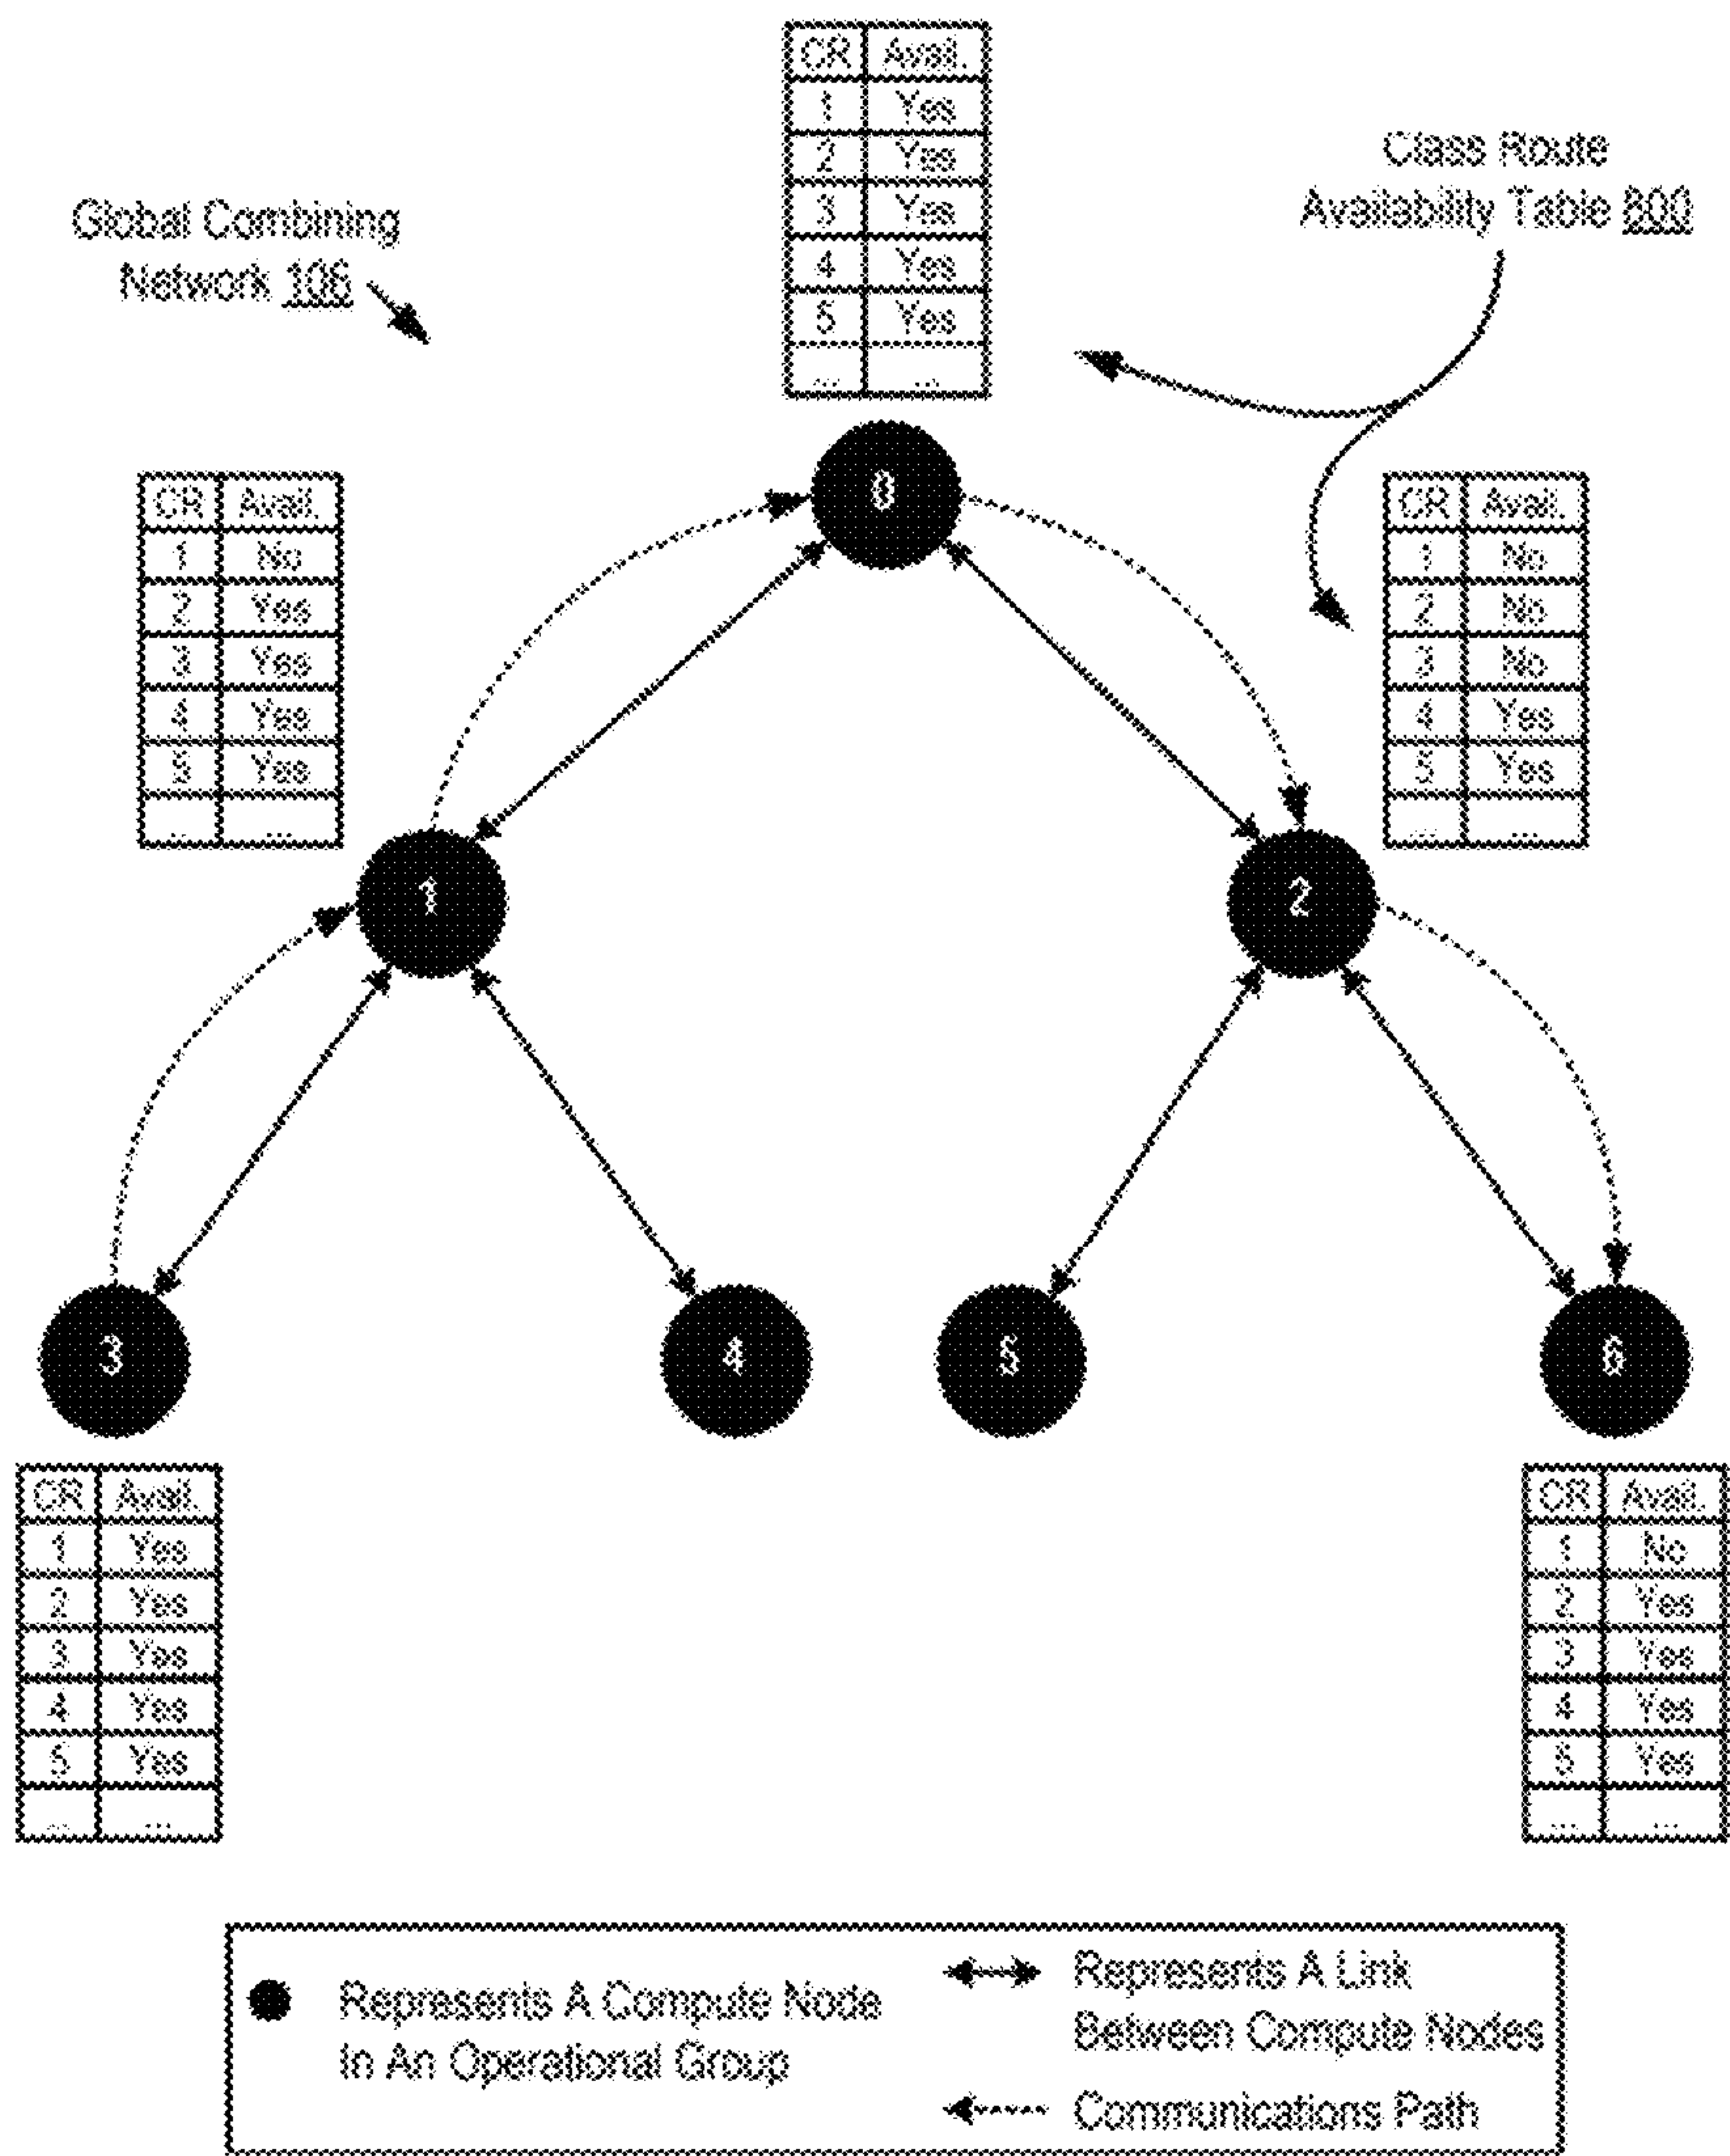 CR Avail.
1 Yes
2 Yes
3 Yes
4 Yes
5 Yes
... ...
Class Route
Availability Table 800
Global Combining
Network 106
CR Avail.
1 No
2 Yes
3 Yes
4 Yes
5 Yes
... ...
0
CR Avail.
1 No
2 No
3 No
4 Yes
5 Yes
... ...
1
2
3
4
5
6
CR Avail.
1 Yes
2 Yes
3 Yes
4 Yes
5 Yes
... ...
CR Avail.
1 No
2 Yes
3 Yes
4 Yes
5 Yes
... ...
Represents A Compute Node
In An Operational Group
Represents A Link
Between Compute Nodes
Communications Path